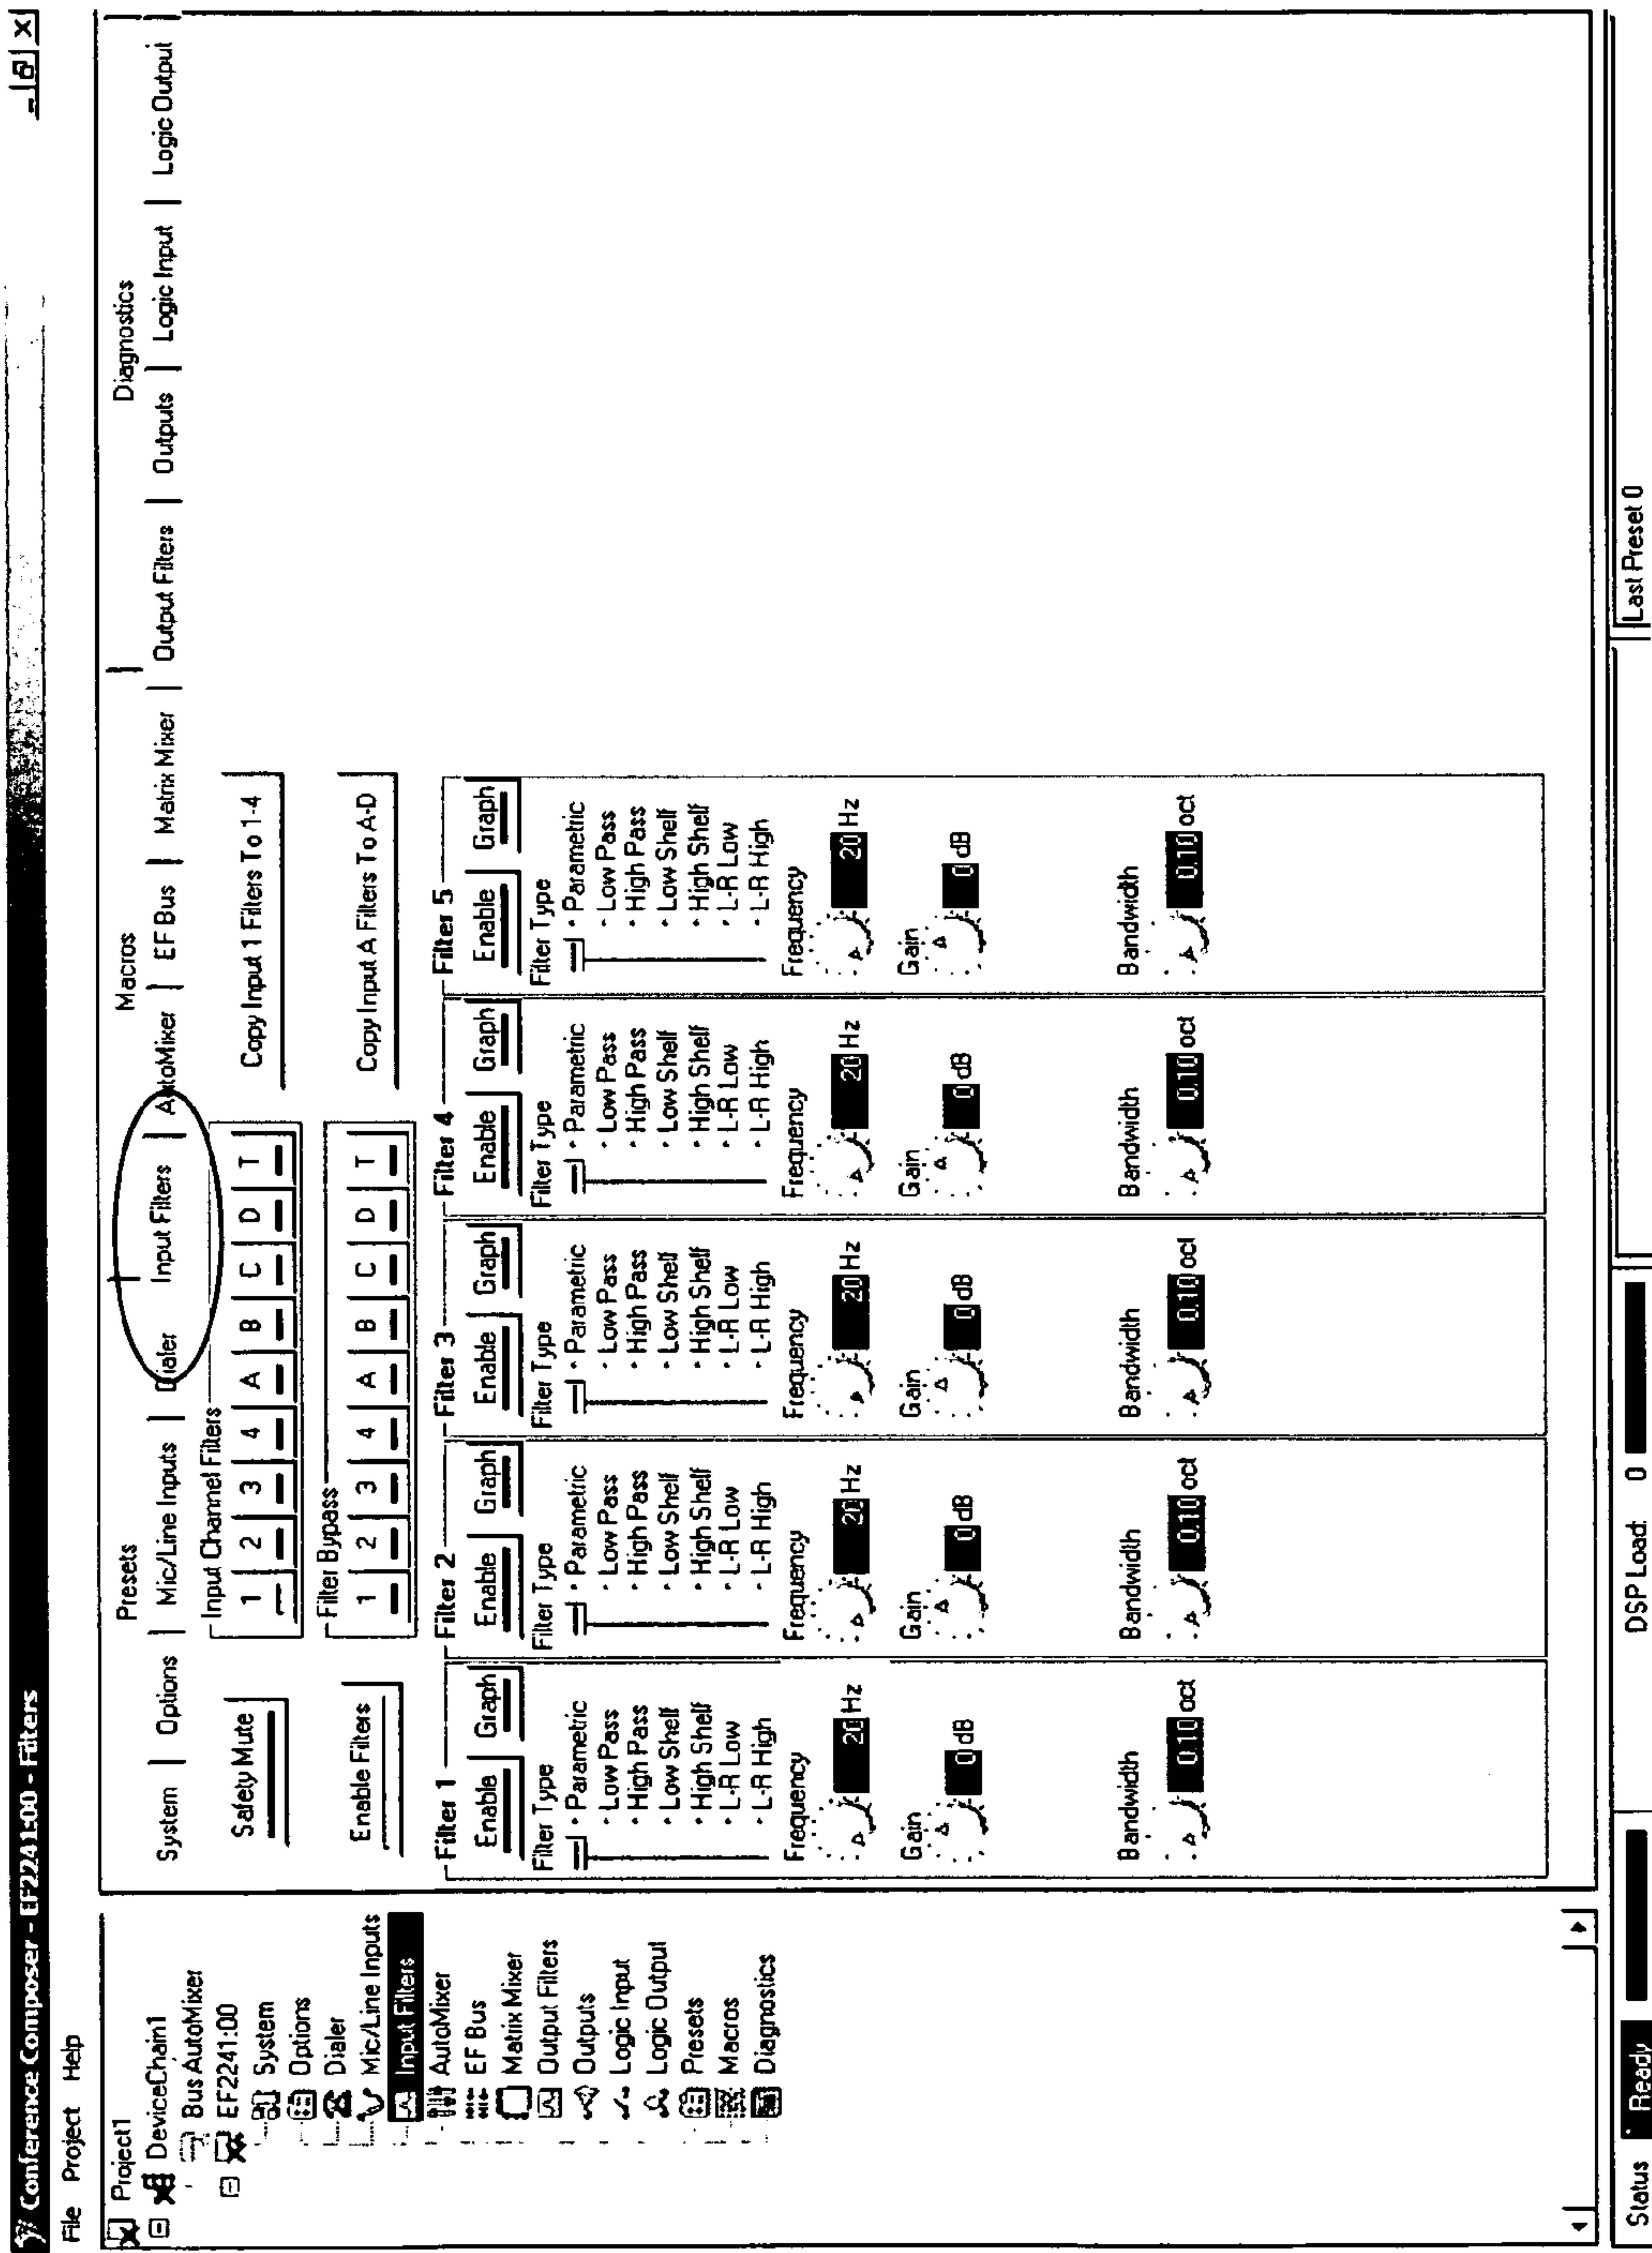 Conference Composer - EF2241:00 - Filters
File Project Help
Project1
DeviceChain1
Bus AutoMixer
EF2241:00
System
Options
Dialer
Mic/Line Inputs
Input Filters
AutoMixer
EF Bus
Matrix Mixer
Output Filters
Outputs
Logic Input
Logic Output
Presets
Macros
Diagnostics
Presets Macros Diagnostics
System | Options | Mic/Line Inputs | Dialer Input Filters | AutoMixer | EF Bus | Matrix Mixer | Output Filters | Outputs | Logic Input | Logic Output
Safety Mute
Input Channel Filters
1 2 3 4 A B C D T
Copy Input 1 Filters To 1-4
Enable Filters
Filter Bypass
1 2 3 4 A B C D T
Copy Input A Filters To A-D
Filter 1
Enable Graph
Filter Type
Parametric
Low Pass
High Pass
Low Shelf
High Shelf
L-R Low
L-R High
Frequency
20 Hz
Gain
0 dB
Bandwidth
0.10 oct
Filter 2
Enable Graph
Filter Type
Parametric
Low Pass
High Pass
Low Shelf
High Shelf
L-R Low
L-R High
Frequency
20 Hz
Gain
0 dB
Bandwidth
0.10 oct
Filter 3
Enable Graph
Filter Type
Parametric
Low Pass
High Pass
Low Shelf
High Shelf
L-R Low
L-R High
Frequency
20 Hz
Gain
0 dB
Bandwidth
0.10 oct
Filter 4
Enable Graph
Filter Type
Parametric
Low Pass
High Pass
Low Shelf
High Shelf
L-R Low
L-R High
Frequency
20 Hz
Gain
0 dB
Bandwidth
0.10 oct
Filter 5
Enable Graph
Filter Type
Parametric
Low Pass
High Pass
Low Shelf
High Shelf
L-R Low
L-R High
Frequency
20 Hz
Gain
0 dB
Bandwidth
0.10 oct
Status Ready DSP Load: 0 Last Preset 0